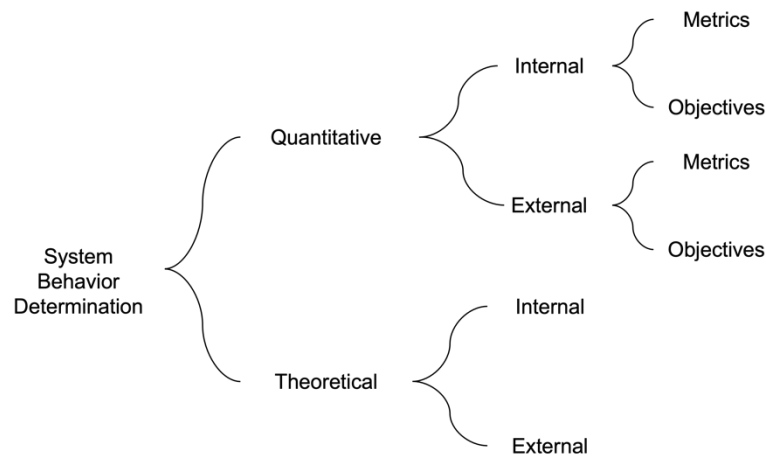 System
Behavior
Determination
Quantitative
Internal
Metrics
Objectives
External
Metrics
Objectives
Theoretical
Internal
External